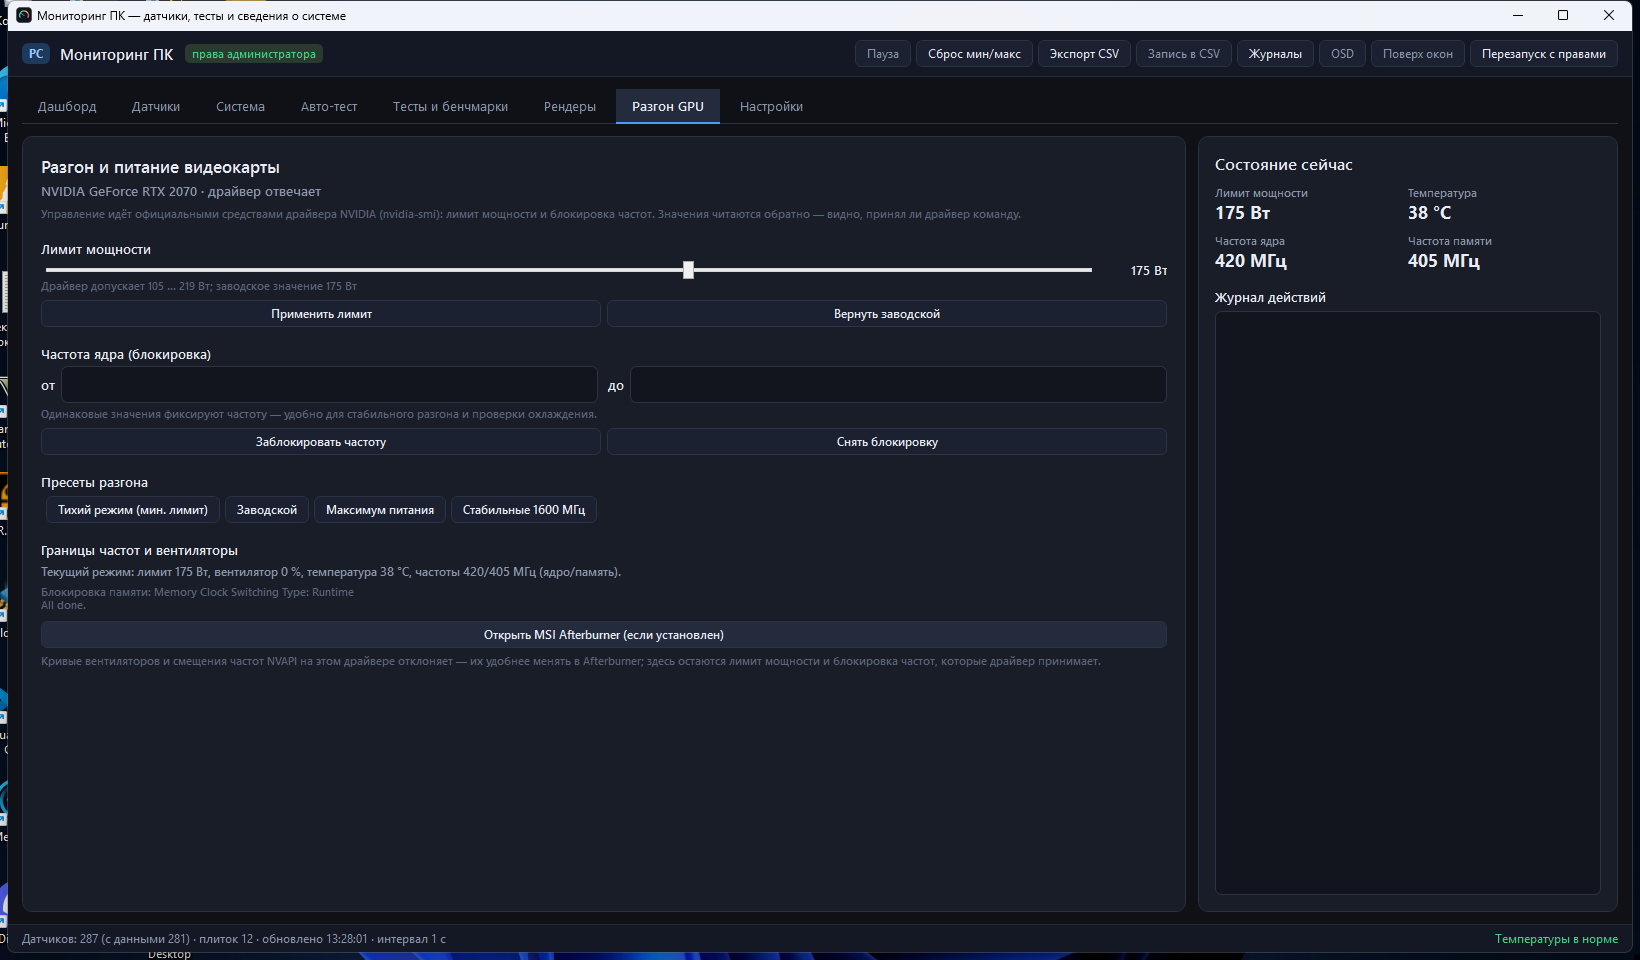 Мониторинг ПК — датчики, тесты и сведения о системе
PC Мониторинг ПК права администратора Пауза Сброс мин/макс Экспорт CSV Запись в CSV Журналы OSD Поверх окон Перезапуск с правами
Дашборд Датчики Система Авто-тест Тесты и бенчмарки Рендеры Разгон GPU Настройки
Разгон и питание видеокарты
NVIDIA GeForce RTX 2070 · драйвер отвечает
Управление идёт официальными средствами драйвера NVIDIA (nvidia-smi): лимит мощности и блокировка частот. Значения читаются обратно — видно, принял ли драйвер команду.
Лимит мощности
175 Вт
Драйвер допускает 105 ... 219 Вт; заводское значение 175 Вт
Применить лимит Вернуть заводской
Частота ядра (блокировка)
от до
Одинаковые значения фиксируют частоту — удобно для стабильного разгона и проверки охлаждения.
Заблокировать частоту Снять блокировку
Пресеты разгона
Тихий режим (мин. лимит) Заводской Максимум питания Стабильные 1600 МГц
Границы частот и вентиляторы
Текущий режим: лимит 175 Вт, вентилятор 0 %, температура 38 °C, частоты 420/405 МГц (ядро/память).
Блокировка памяти: Memory Clock Switching Type: Runtime
All done.
Открыть MSI Afterburner (если установлен)
Кривые вентиляторов и смещения частот NVAPI на этом драйвере отклоняет — их удобнее менять в Afterburner; здесь остаются лимит мощности и блокировка частот, которые драйвер принимает.
Состояние сейчас
Лимит мощности Температура
175 Вт 38 °C
Частота ядра Частота памяти
420 МГц 405 МГц
Журнал действий
Датчиков: 287 (с данными 281) · плиток 12 · обновлено 13:28:01 · интервал 1 с Температуры в норме
Desktop